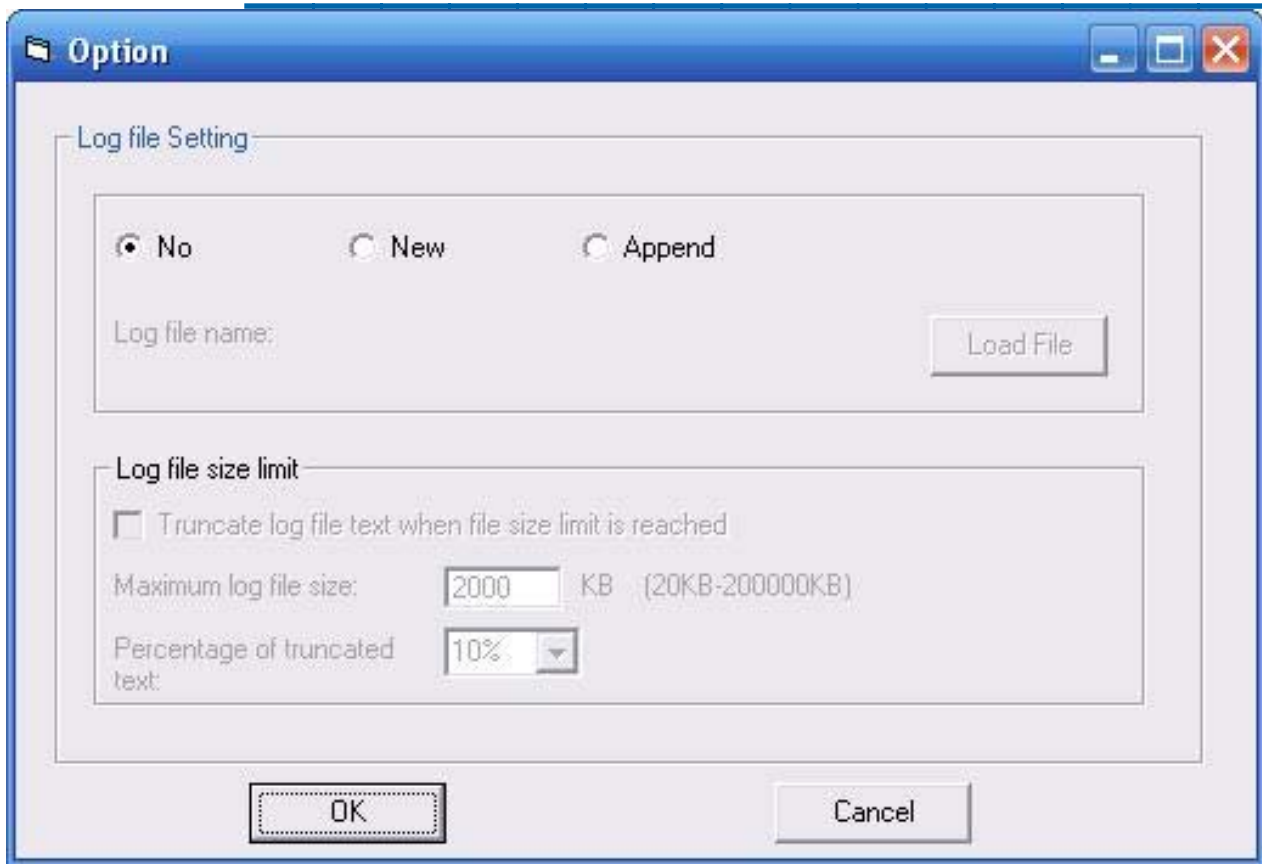 Option
Log file Setting
No New Append
Log file name: Load File
Log file size limit
Truncate log file text when file size limit is reached
Maximum log file size: 2000 KB (20KB-200000KB)
Percentage of truncated 10%
text:
OK Cancel